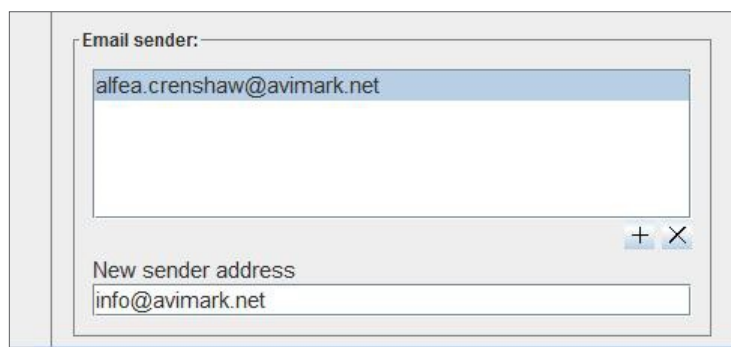 Email sender:
alfea.crenshaw@avimark.net
New sender address
info@avimark.net